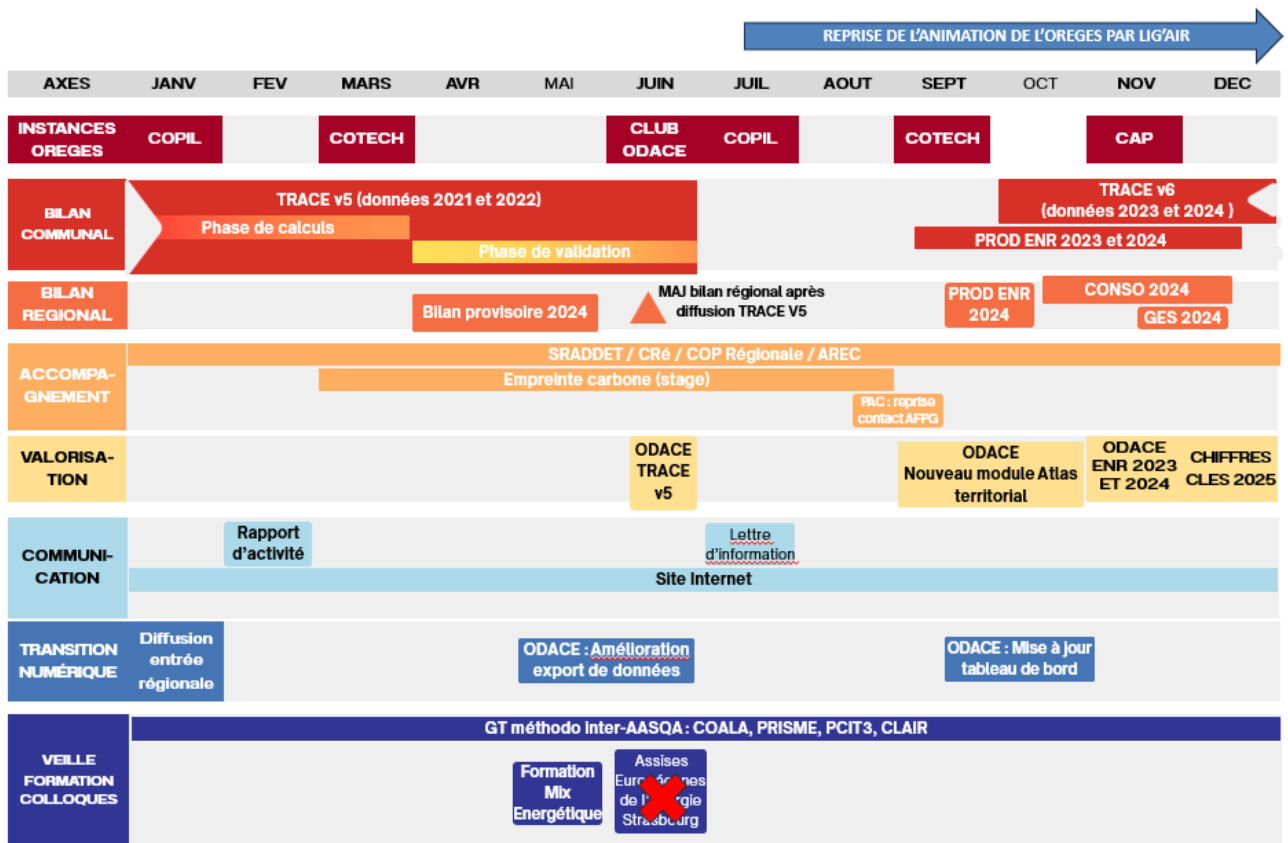 REPRISE DE L'ANIMATION DE L'OREGES PAR LIG'AIR
AXES JANV FEV MARS AVR MAI JUIN JUIL AOUT SEPT OCT NOV DEC
INSTANCES
OREGES
COPIL
COTECH
CLUB
ODACE
COPIL
COTECH
CAP
BILAN
COMMUNAL
TRACE v5 (données 2021 et 2022)
Phase de calculs
Phase de validation
TRACE v6
(données 2023 et 2024 )
PROD ENR 2023 et 2024
BILAN
REGIONAL
Bilan provisoire 2024
MAJ bilan régional après
diffusion TRACE V5
PROD ENR
2024
CONSO 2024
GES 2024
ACCOMPA-
GNEMENT
SRADDET / CRé / COP Régionale / AREC
Empreinte carbone (stage)
PAC : reprise
contact AFPG
VALORISA-
TION
ODACE
TRACE
v5
ODACE
Nouveau module Atlas
territorial
ODACE
ENR 2023
ET 2024
CHIFFRES
CLES 2025
COMMUNI-
CATION
Rapport
d'activité
Lettre
d'information
Site Internet
TRANSITION
NUMÉRIQUE
Diffusion
entrée
régionale
ODACE : Amélioration
export de données
ODACE : Mise à jour
tableau de bord
VEILLE
FORMATION
COLLOQUES
GT méthodo Inter-AASQA : COALA, PRISME, PCIT3, CLAIR
Formation
Mix
Energétique
Assises
Européennes
de l'Energie
Strasbourg